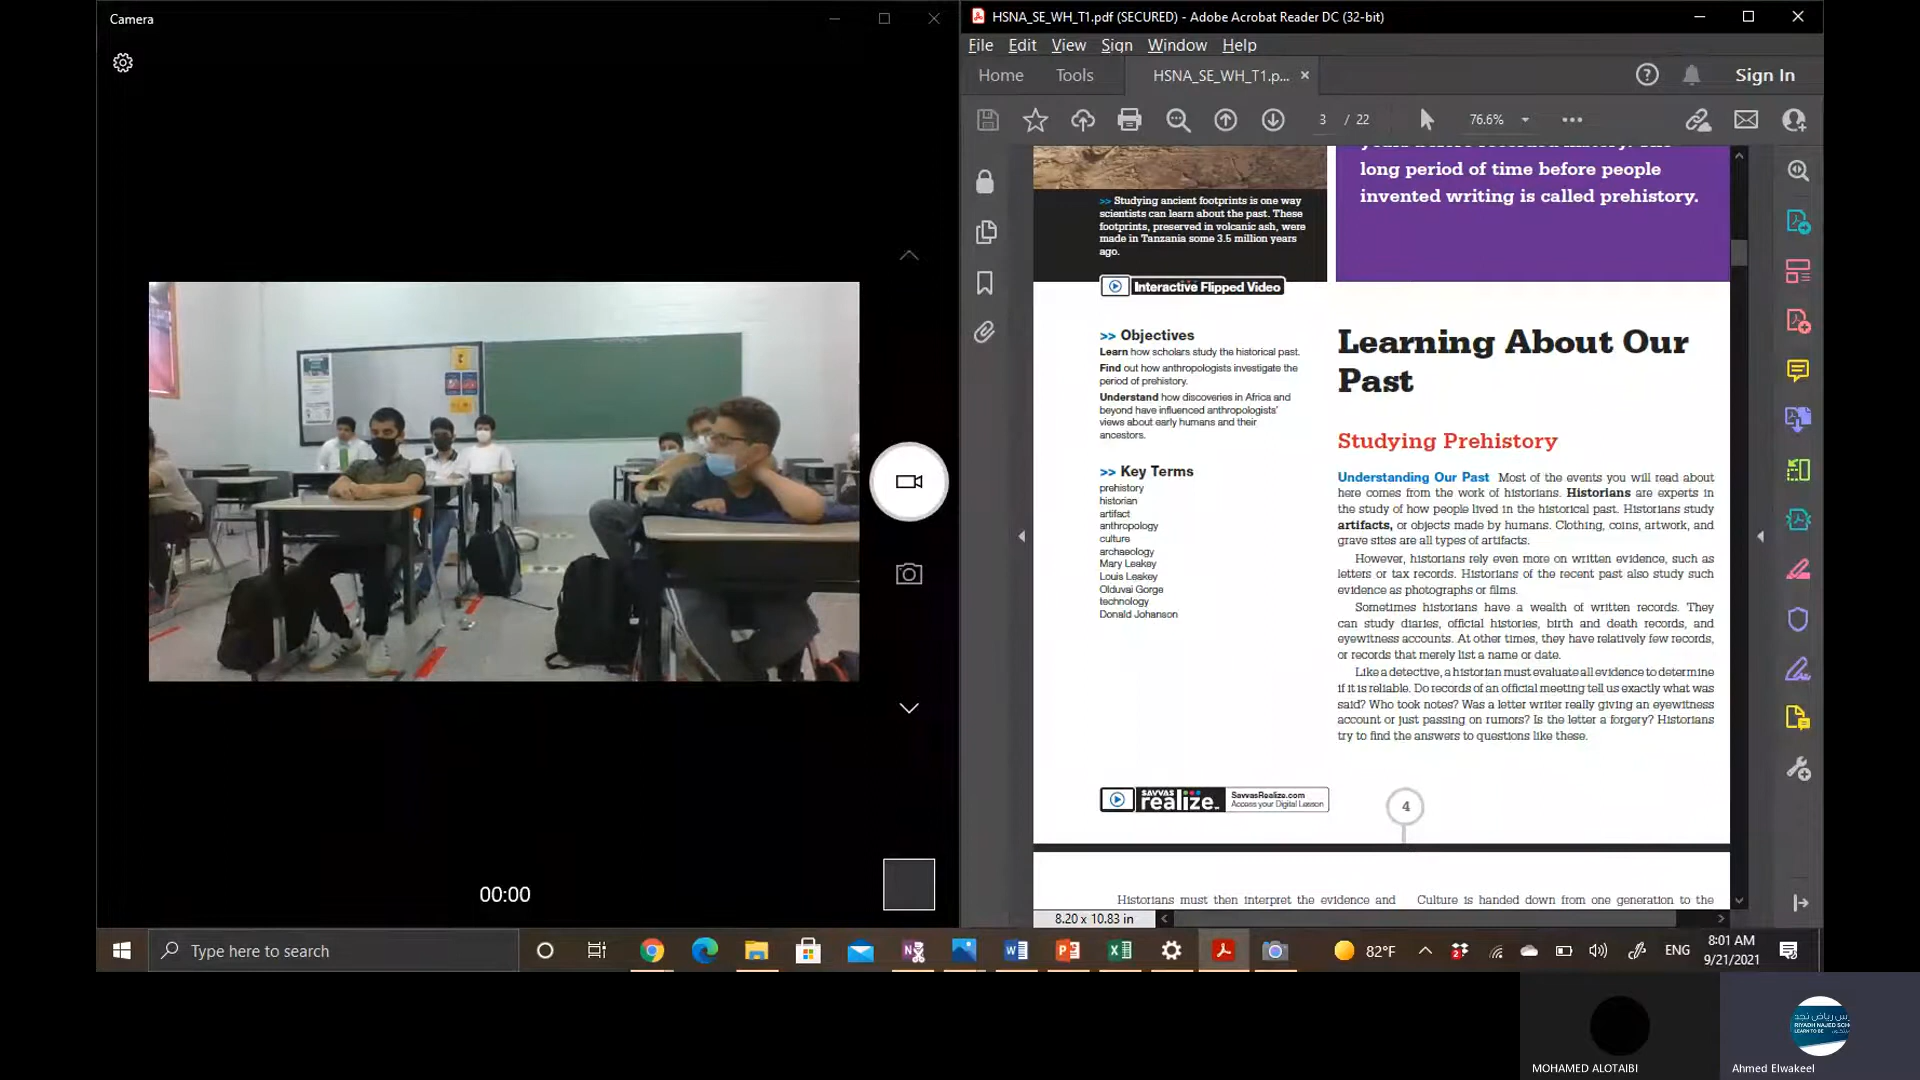 Camera
HSNA_SE_WH_T1.pdf (SECURED) - Adobe Acrobat Reader DC (32-bit)
File Edit View Sign Window Help
Home Tools HSNA_SE_WH_T1.p... Sign In
3 / 22 76.6%
long period of time before people
invented writing is called prehistory.
>> Studying ancient footprints is one way
scientists can learn about the past. These
footprints, preserved in volcanic ash, were
made in Tanzania some 3.5 million years
ago.
Interactive Flipped Video
>> Objectives
Learn how scholars study the historical past.
Find out how anthropologists investigate the
period of prehistory.
Understand how discoveries in Africa and
beyond have influenced anthropologists'
views about early humans and their
ancestors.
>> Key Terms
prehistory
historian
artifact
anthropology
culture
archaeology
Mary Leakey
Louis Leakey
Olduvai Gorge
technology
Donald Johanson
Learning About Our
Past
Studying Prehistory
Understanding Our Past Most of the events you will read about
here comes from the work of historians. Historians are experts in
the study of how people lived in the historical past. Historians study
artifacts, or objects made by humans. Clothing, coins, artwork, and
grave sites are all types of artifacts.
However, historians rely even more on written evidence, such as
letters or tax records. Historians of the recent past also study such
evidence as photographs or films.
Sometimes historians have a wealth of written records. They
can study diaries, official histories, birth and death records, and
eyewitness accounts. At other times, they have relatively few records,
or records that merely list a name or date.
Like a detective, a historian must evaluate all evidence to determine
if it is reliable. Do records of an official meeting tell us exactly what was
said? Who took notes? Was a letter writer really giving an eyewitness
account or just passing on rumors? Is the letter a forgery? Historians
try to find the answers to questions like these.
SAVVAS
realize
SavvasRealize.com
Access your Digital Lesson
4
Historians must then interpret the evidence and
Culture is handed down from one generation to the
8.20 x 10.83 in
00:00
Type here to search
82°F
ENG
8:01 AM
9/21/2021
RIYADH NAJED SCH
LEARN TO BE
MOHAMED ALOTAIBI
Ahmed Elwakeel